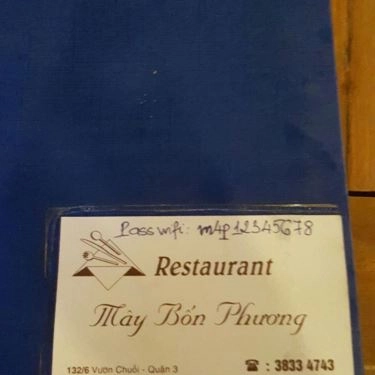 Pass wifi: m4p12345678
Restaurant
Mây Bốn Phương
132/6 Vườn Chuối - Quận 3
☎ : 3833 4743